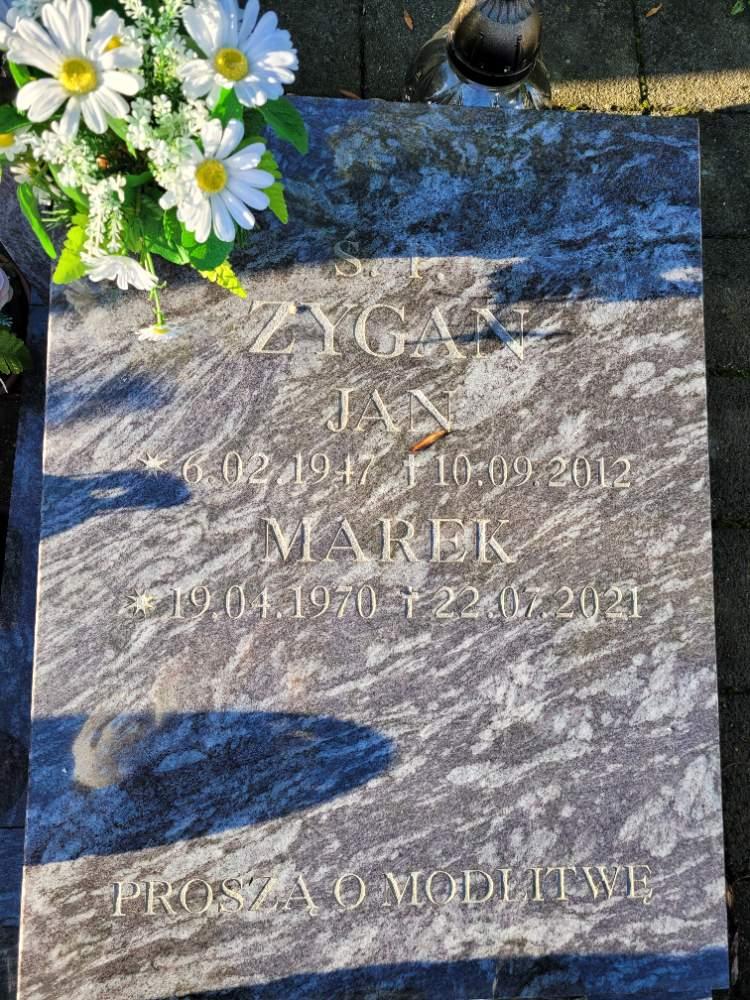 Ś. P.
ZYGAN
JAN
* 6.02.1947 † 10.09.2012
MAREK
* 19.04.1970 † 22.07.2021
PROSZĄ O MODLITWĘ